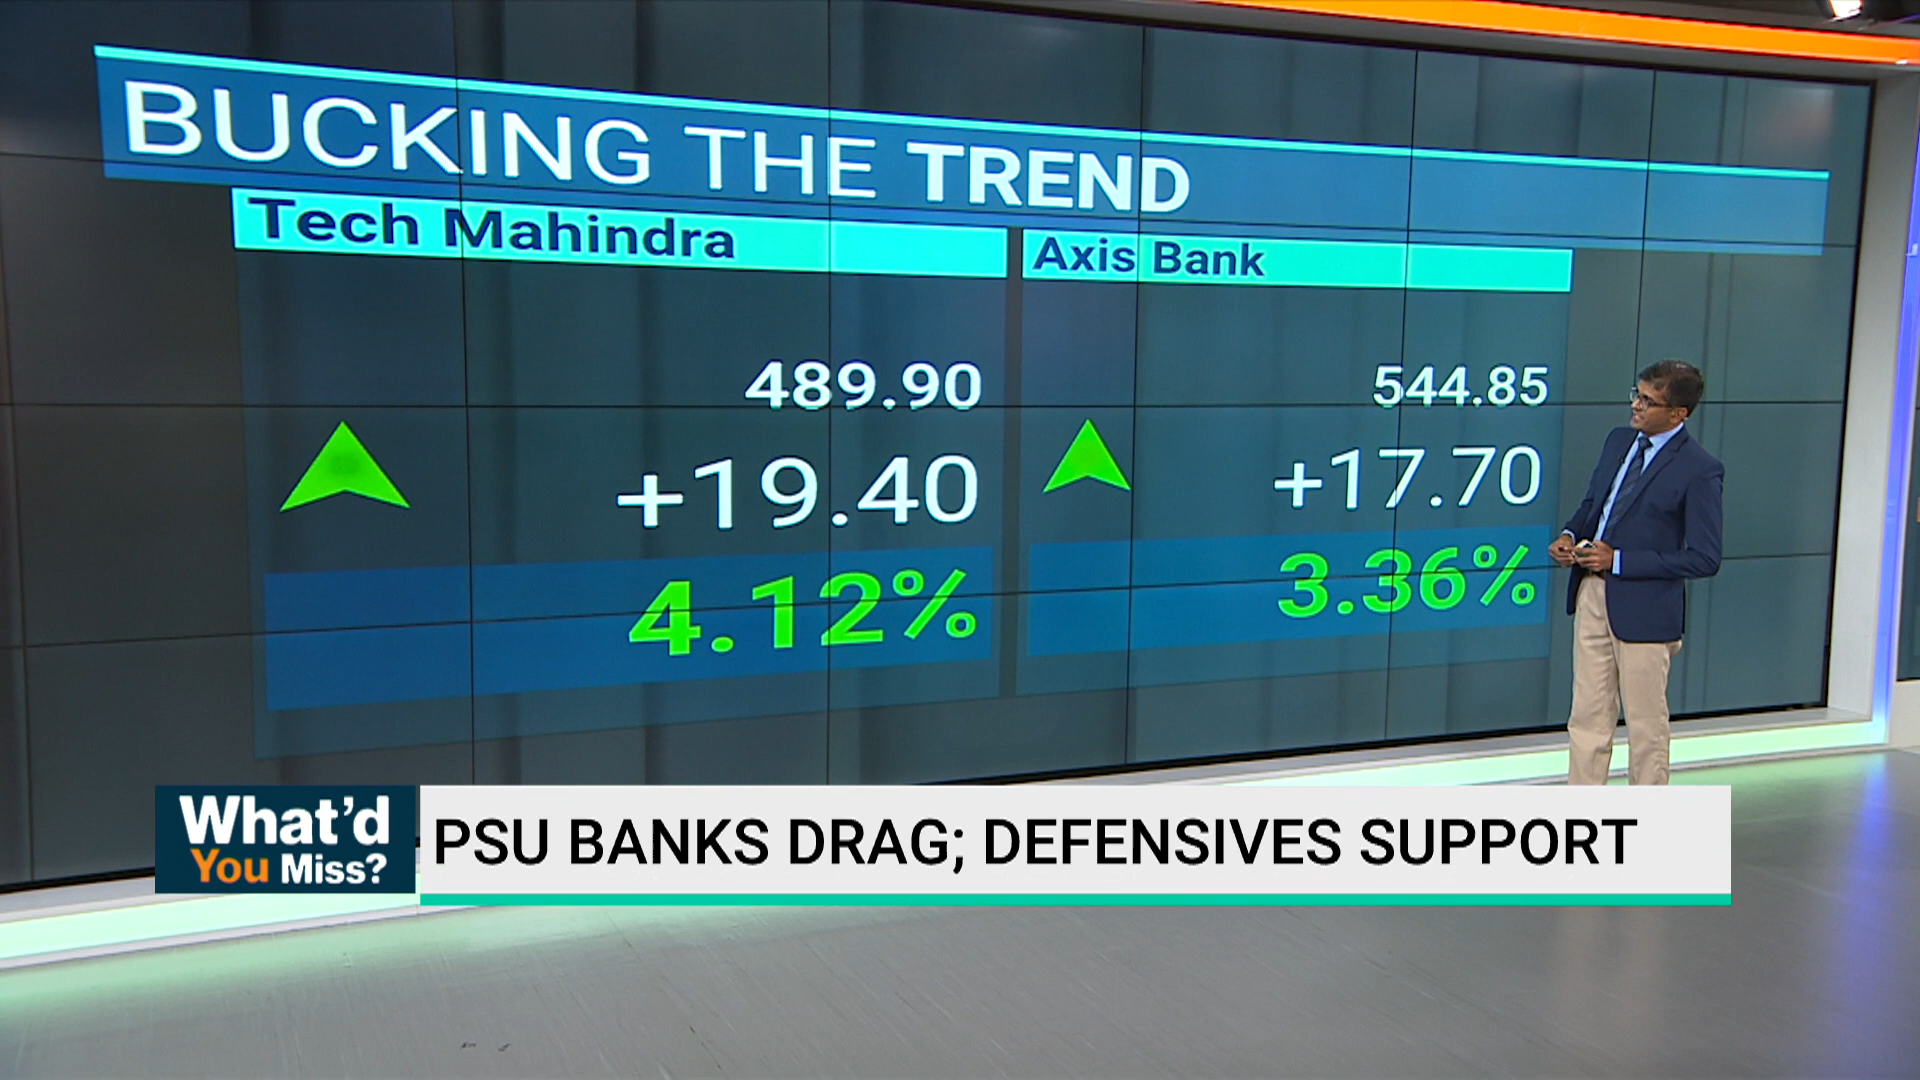 BUCKING THE TREND
Tech Mahindra
489.90
+19.40
4.12%
Axis Bank
544.85
+17.70
3.36%
What'd
You Miss?
PSU BANKS DRAG; DEFENSIVES SUPPORT